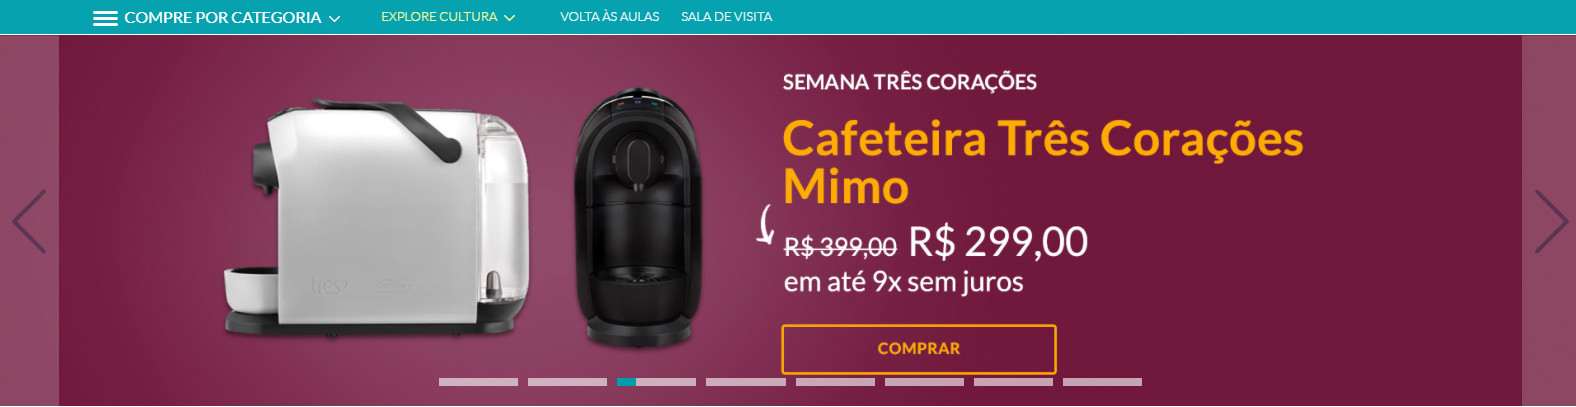 COMPRE POR CATEGORIA
EXPLORE CULTURA
VOLTA ÀS AULAS
SALA DE VISITA
SEMANA TRÊS CORAÇÕES
Cafeteira Três Corações
Mimo
R$ 399,00 R$ 299,00
em até 9x sem juros
COMPRAR
tres